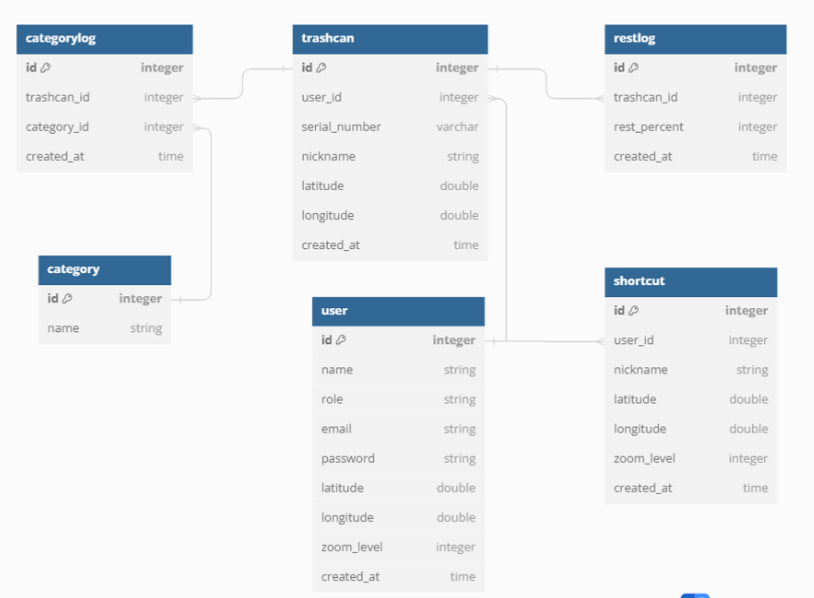 categorylog
id integer
trashcan_id integer
category_id integer
created_at time
trashcan
id integer
user_id integer
serial_number varchar
nickname string
latitude double
longitude double
created_at time
restlog
id integer
trashcan_id integer
rest_percent integer
created_at time
category
id integer
name string
user
id integer
name string
role string
email string
password string
latitude double
longitude double
zoom_level integer
created_at time
shortcut
id integer
user_id integer
nickname string
latitude double
longitude double
zoom_level integer
created_at time